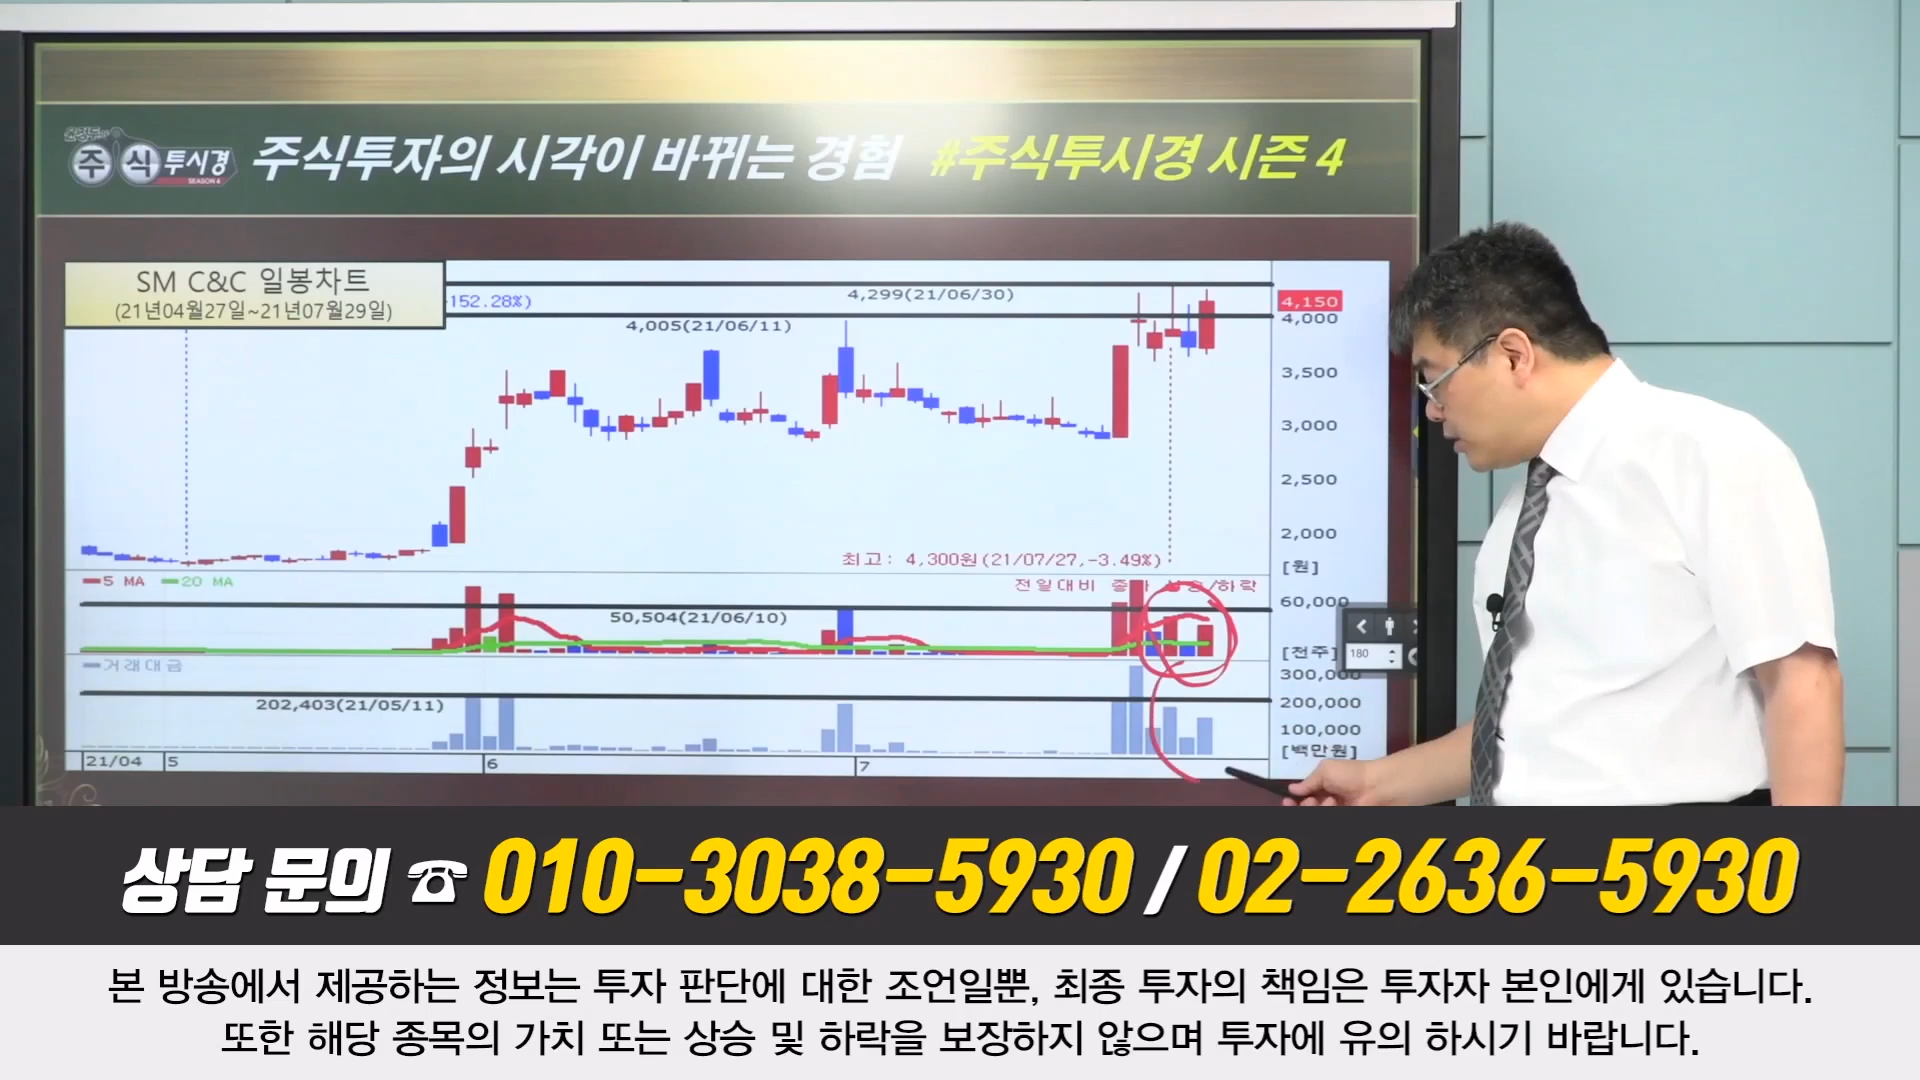 주식투시경
SEASON 4
주식투자의 시각이 바뀌는 경험 #주식투시경 시즌 4
SM C&C 일봉차트
(21년04월27일~21년07월29일)
152.28%)
4,299(21/06/30)
4,005(21/06/11)
4,150
4,000
3,500
3,000
2,500
2,000
[원]
최고: 4,300원(21/07/27,-3.49%)
5 MA 20 MA
전일대비
/하락
60,000
50,504(21/06/10)
[천주]
180
거래대금
300,000
202,403(21/05/11)
200,000
100,000
[백만원]
21/04 5 6 7
상담 문의 ☎ 010-3038-5930 / 02-2636-5930
본 방송에서 제공하는 정보는 투자 판단에 대한 조언일뿐, 최종 투자의 책임은 투자자 본인에게 있습니다.
또한 해당 종목의 가치 또는 상승 및 하락을 보장하지 않으며 투자에 유의 하시기 바랍니다.